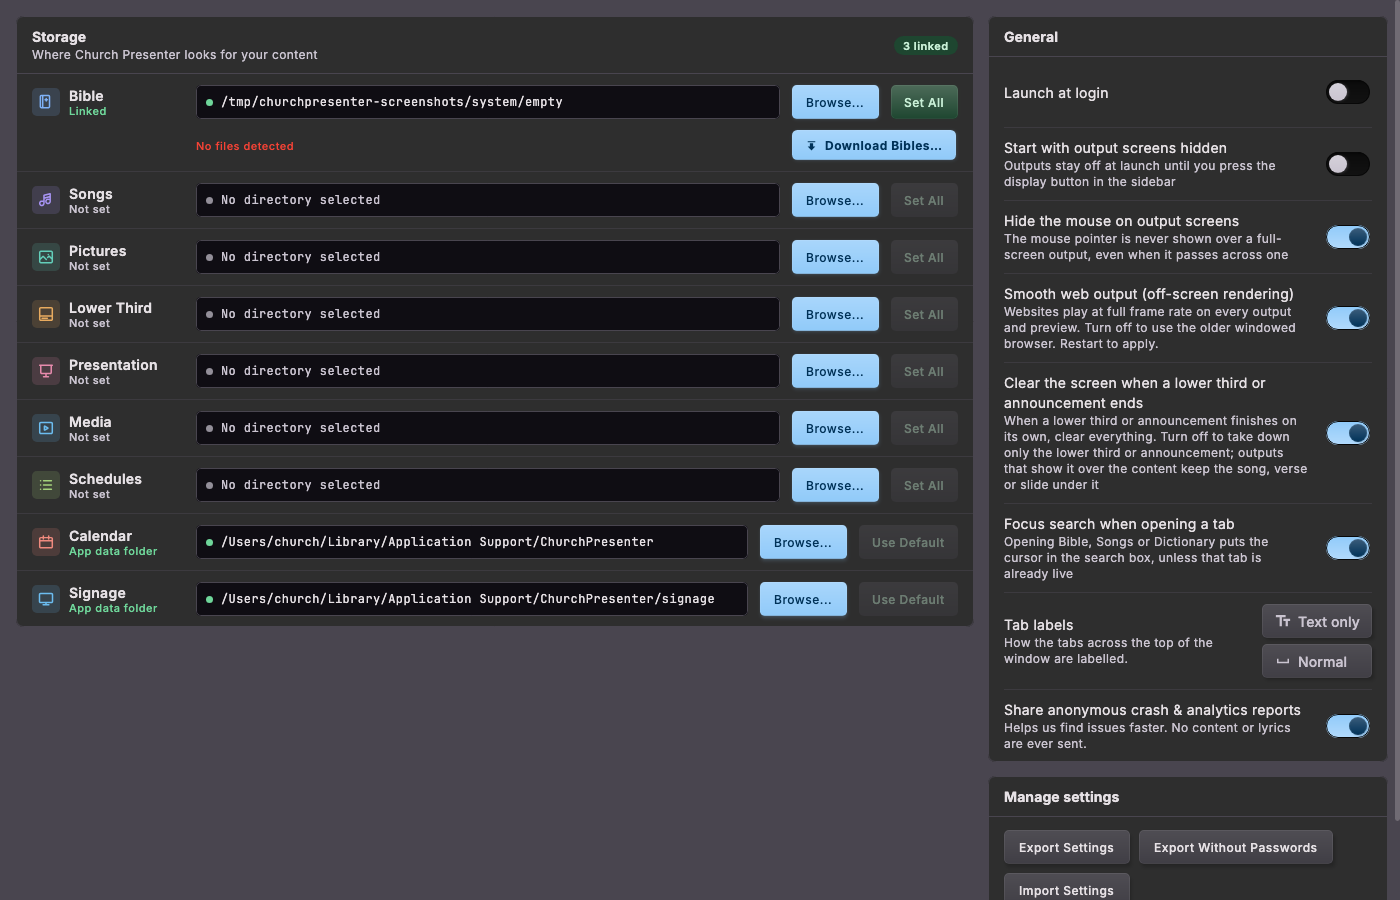 Storage
Where Church Presenter looks for your content
3 linked
Bible
Linked
/tmp/churchpresenter-screenshots/system/empty
Browse...
Set All
No files detected
Download Bibles...
Songs
Not set
No directory selected
Browse...
Set All
Pictures
Not set
No directory selected
Browse...
Set All
Lower Third
Not set
No directory selected
Browse...
Set All
Presentation
Not set
No directory selected
Browse...
Set All
Media
Not set
No directory selected
Browse...
Set All
Schedules
Not set
No directory selected
Browse...
Set All
Calendar
App data folder
/Users/church/Library/Application Support/ChurchPresenter
Browse...
Use Default
Signage
App data folder
/Users/church/Library/Application Support/ChurchPresenter/signage
Browse...
Use Default
General
Launch at login
Start with output screens hidden
Outputs stay off at launch until you press the
display button in the sidebar
Hide the mouse on output screens
The mouse pointer is never shown over a full-
screen output, even when it passes across one
Smooth web output (off-screen rendering)
Websites play at full frame rate on every output
and preview. Turn off to use the older windowed
browser. Restart to apply.
Clear the screen when a lower third or
announcement ends
When a lower third or announcement finishes on
its own, clear everything. Turn off to take down
only the lower third or announcement; outputs
that show it over the content keep the song, verse
or slide under it
Focus search when opening a tab
Opening Bible, Songs or Dictionary puts the
cursor in the search box, unless that tab is
already live
Tab labels
How the tabs across the top of the
window are labelled.
Text only
Normal
Share anonymous crash & analytics reports
Helps us find issues faster. No content or lyrics
are ever sent.
Manage settings
Export Settings
Export Without Passwords
Import Settings